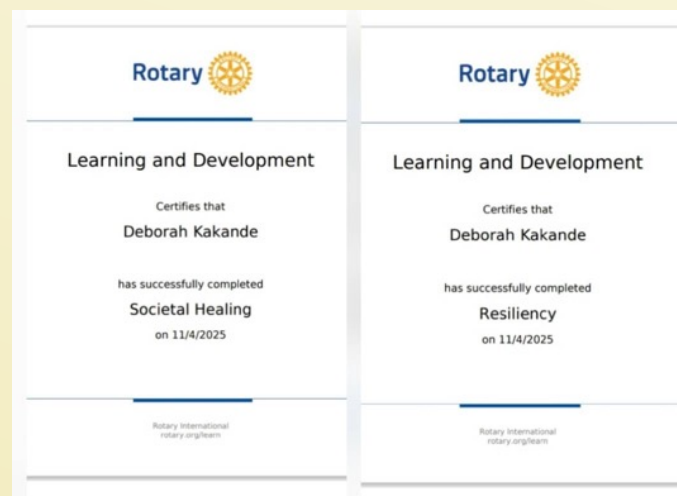 Rotary
Learning and Development
Certifies that
Deborah Kakande
has successfully completed
Societal Healing
on 11/4/2025
Rotary International
rotary.org/learn
Rotary
Learning and Development
Certifies that
Deborah Kakande
has successfully completed
Resiliency
on 11/4/2025
Rotary International
rotary.org/learn